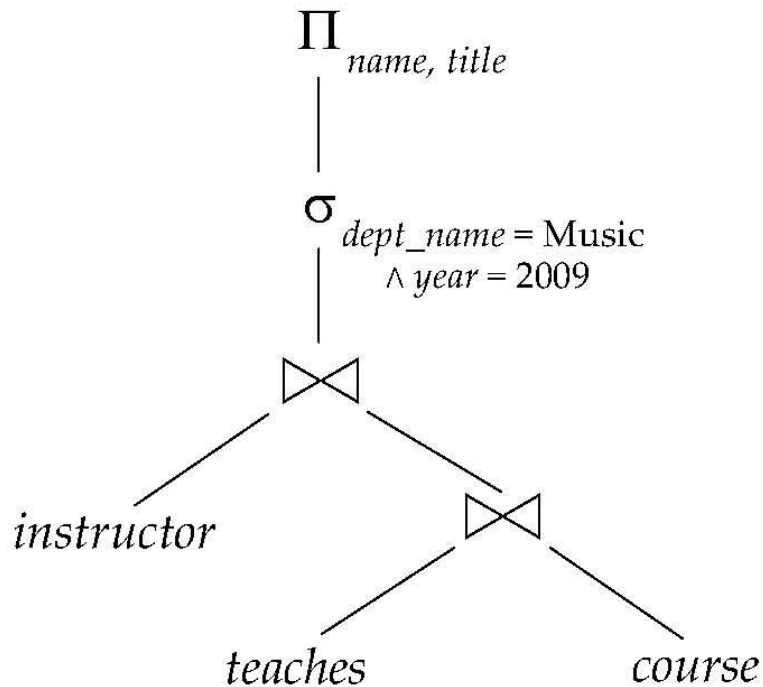 Π name, title
σ dept_name = Music
∧ year = 2009
⋈
instructor
⋈
teaches
course